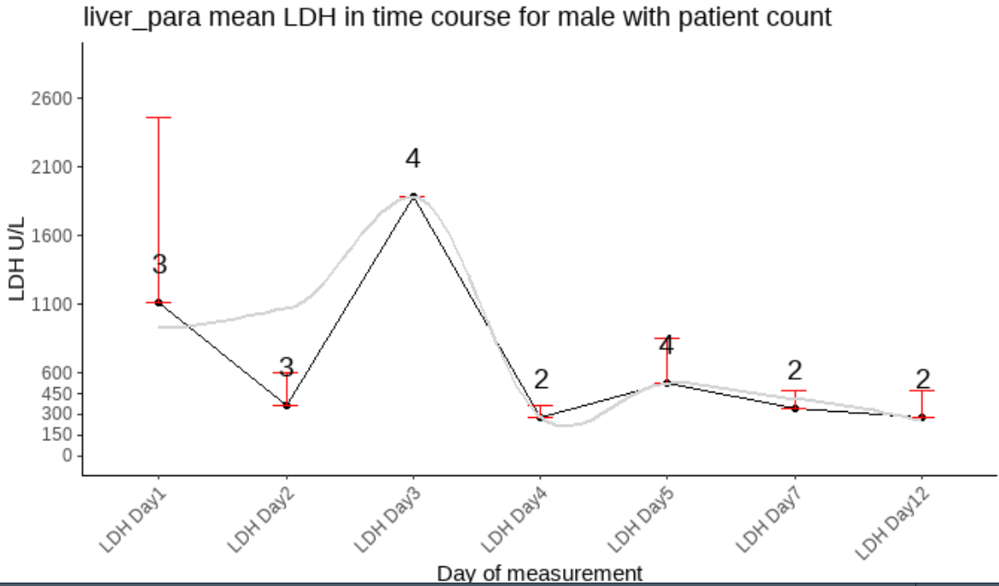 liver_para mean LDH in time course for male with patient count
LDH U/L
2600
2100
1600
1100
600
450
300
150
0
3
3
4
2
4
2
2
LDH Day1
LDH Day2
LDH Day3
LDH Day4
LDH Day5
LDH Day7
LDH Day12
Day of measurement